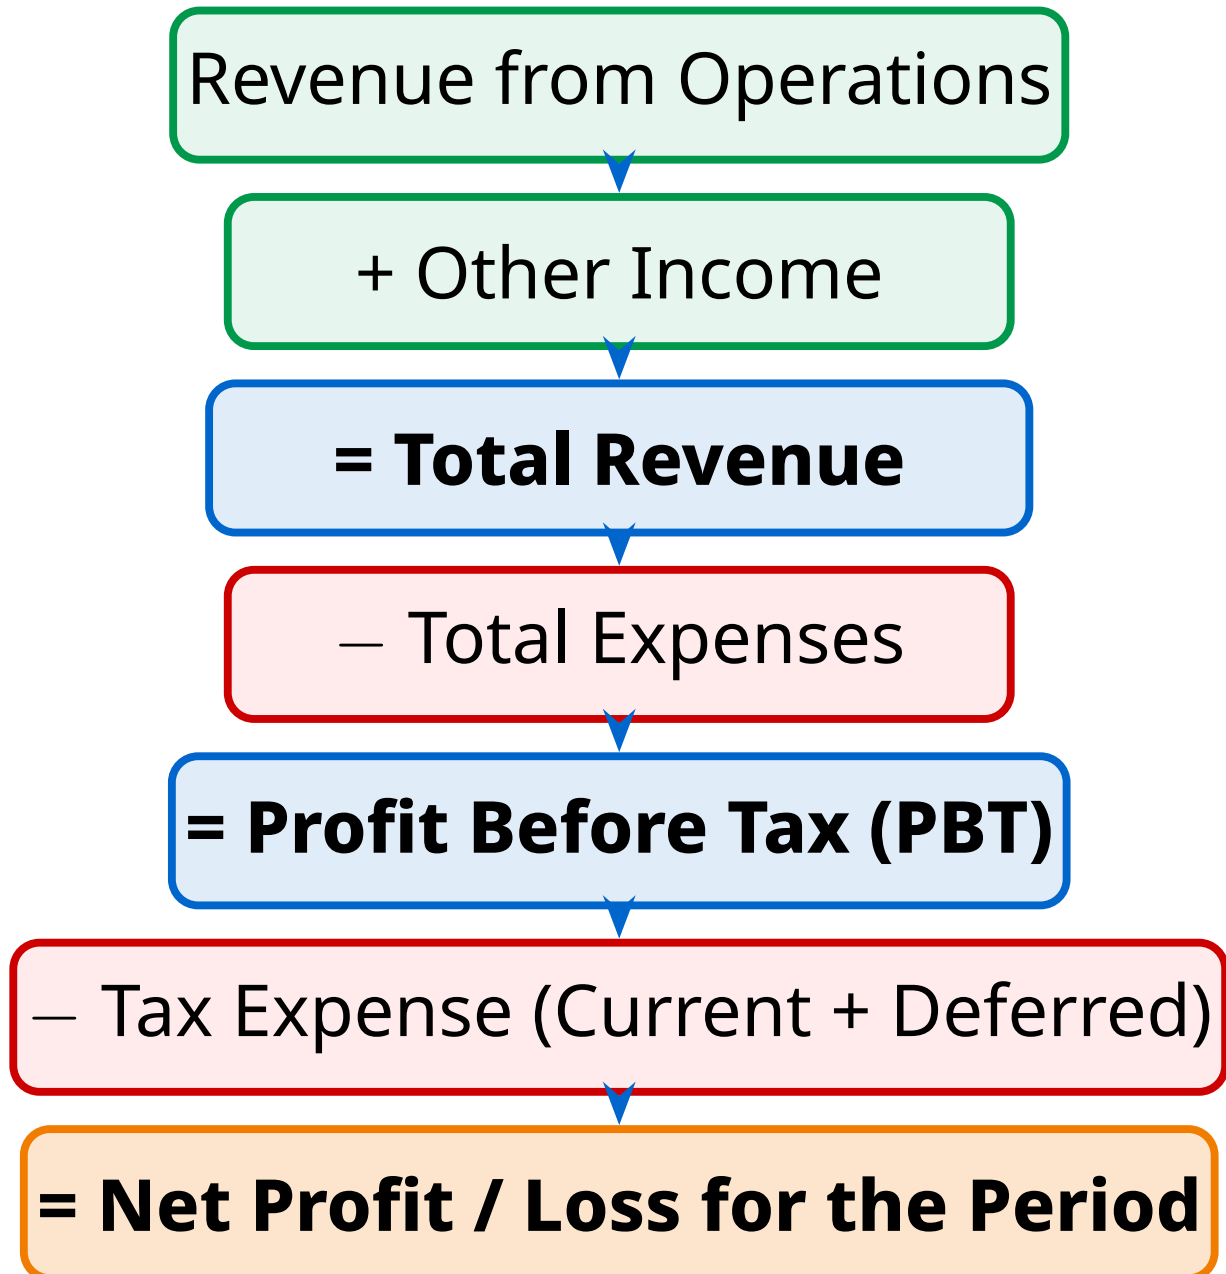 Revenue from Operations
+ Other Income
= Total Revenue
− Total Expenses
= Profit Before Tax (PBT)
− Tax Expense (Current + Deferred)
= Net Profit / Loss for the Period